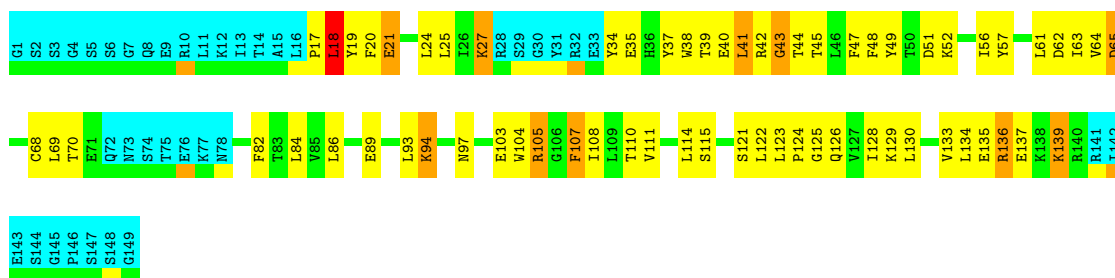 G1 S2 S3 G4 S5 S6 G7 Q8 E9 R10 L11 K12 I13 T14 A15 L16 P17 L18 Y19 F20 E21 L24 L25 I26 K27 R28 S29 G30 Y31 R32 E33 Y34 E35 H36 Y37 W38 T39 E40 L41 R42 G43 T44 T45 L46 F47 F48 Y49 T50 D51 K52 I56 Y57 L61 D62 I63 V64 D65
C68 L69 T70 E71 Q72 N73 S74 T75 E76 K77 N78 F82 T83 L84 V85 L86 E89 L93 K94 N97 E103 W104 R105 G106 F107 I108 L109 T110 V111 L114 S115 S121 L122 L123 P124 G125 Q126 V127 I128 K129 L130 V133 L134 E135 R136 E137 K138 K139 R140 R141 I142
E143 S144 G145 P146 S147 S148 G149